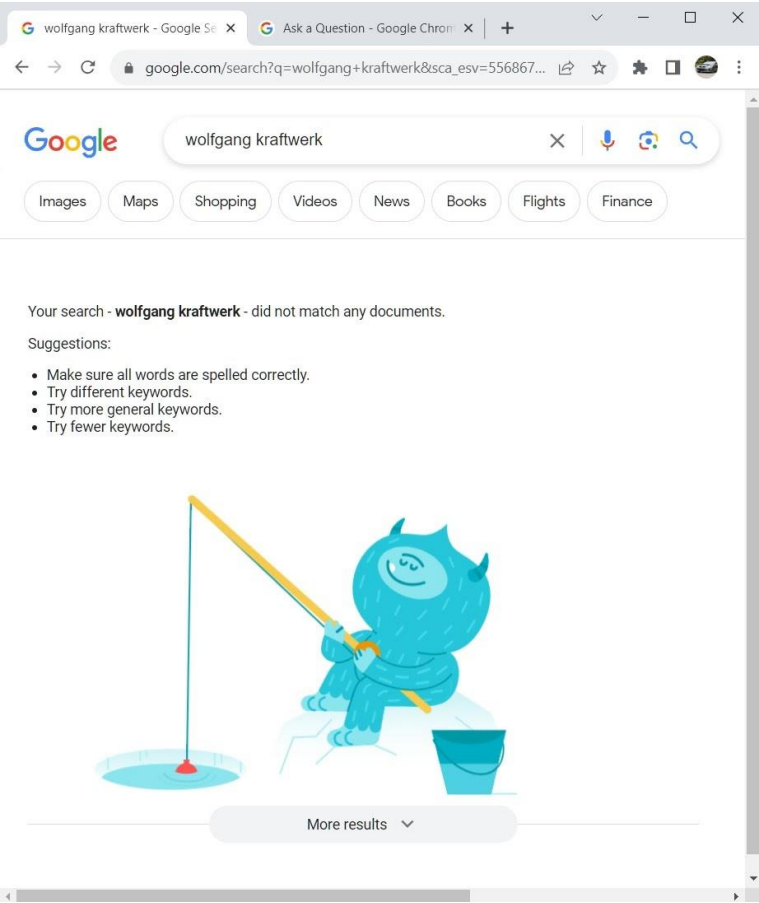 wolfgang kraftwerk - Google Se
Ask a Question - Google Chrom
google.com/search?q=wolfgang+kraftwerk&sca_esv=556867...
Google
wolfgang kraftwerk
Images Maps Shopping Videos News Books Flights Finance
Your search - wolfgang kraftwerk - did not match any documents.
Suggestions:
Make sure all words are spelled correctly.
Try different keywords.
Try more general keywords.
Try fewer keywords.
More results